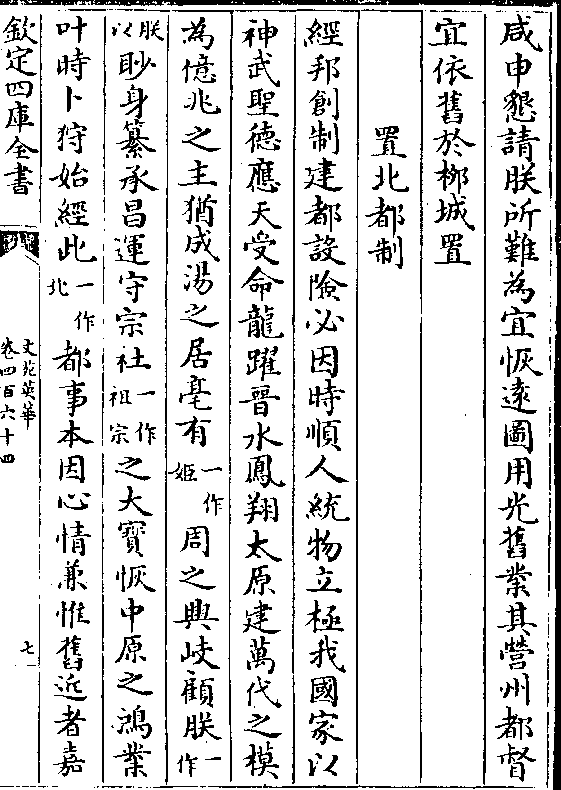 咸申懇請朕所難為宜恢遠圖用光舊業其營州都督
宜依舊於桞城置
置北都制
經邦創制建都設險必因時順人統物立極我國家以
神武聖德應天受命龍躍晉水鳳翔太原建萬代之模
為億兆之主猶成湯之居亳有一作姬周之興岐顧朕一作
朕以眇身纂承昌運守宗社一作祖宗之大寶恢中原之鴻業
叶時卜狩始經此一作北都事本因心情兼惟舊近者嘉
欽定四庫全書
文苑英華
卷四百六十四
七